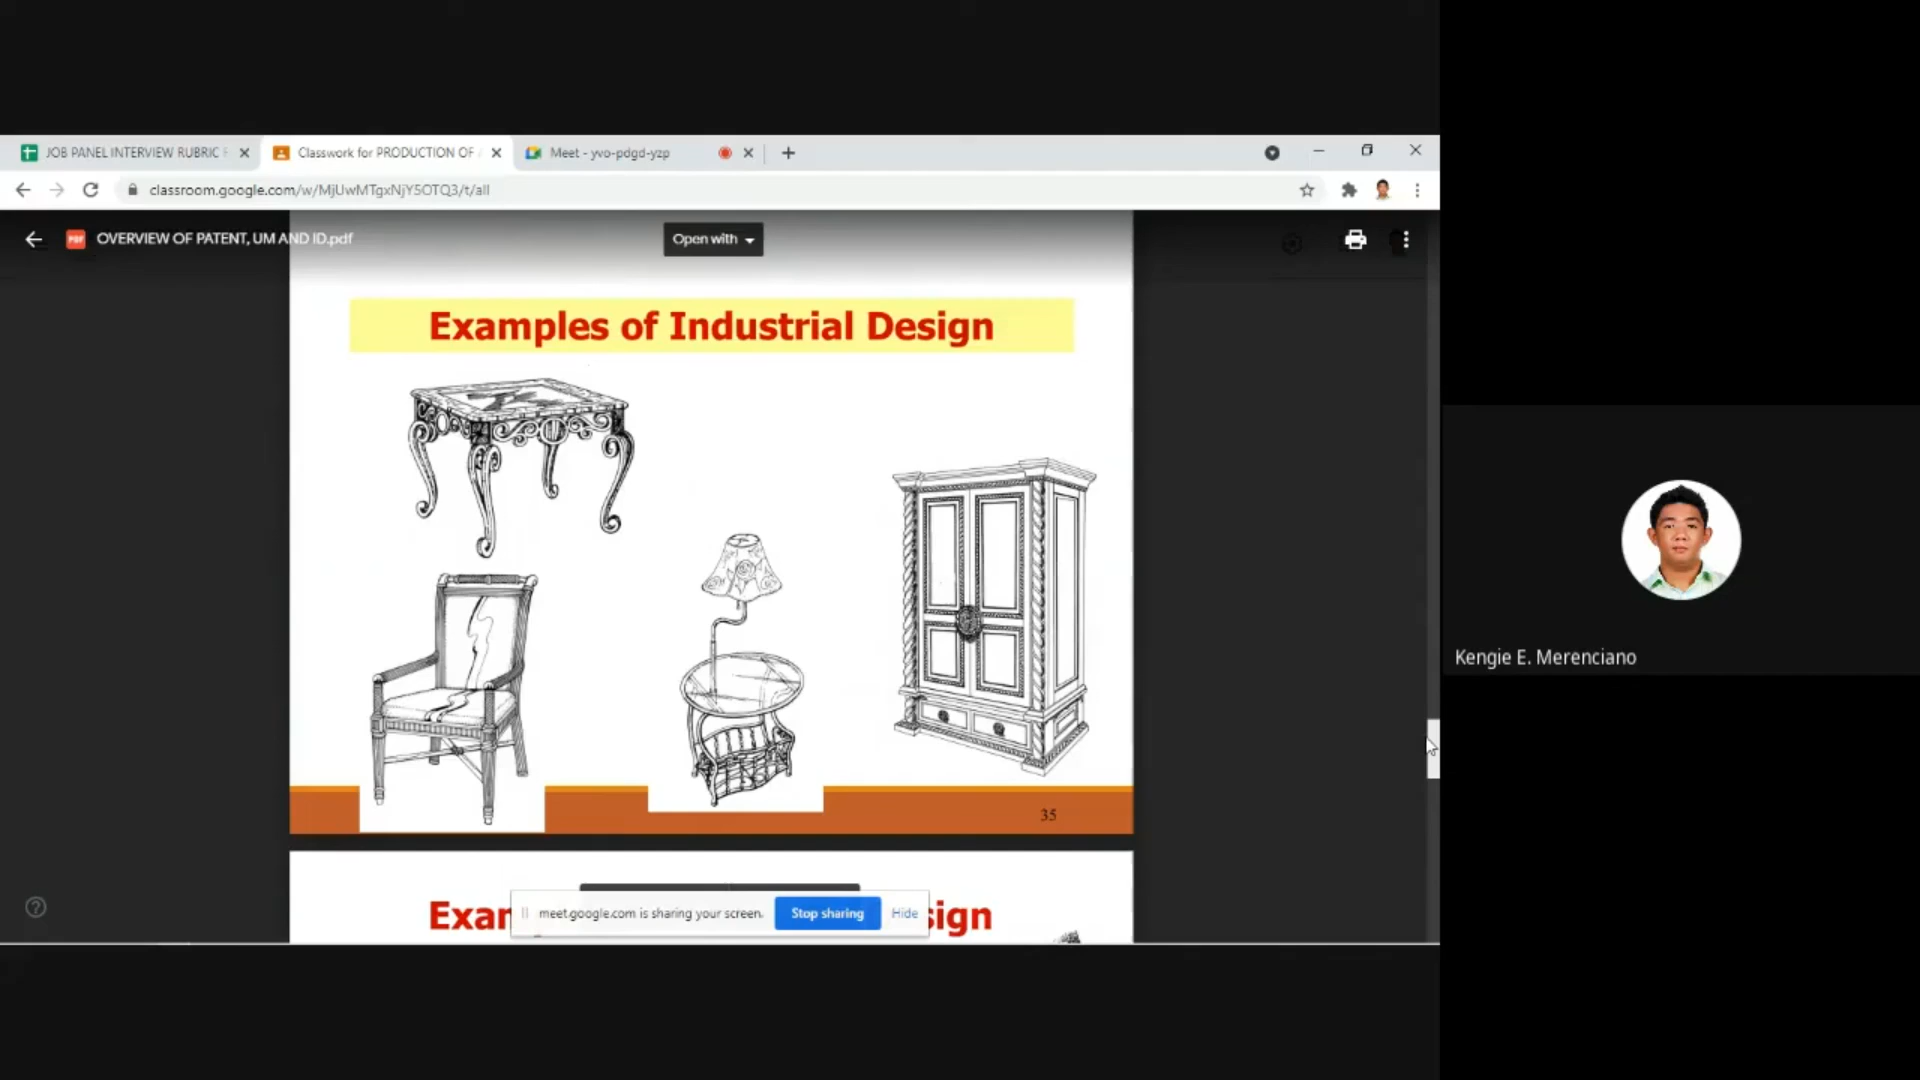 JOB PANEL INTERVIEW RUBRIC
Classwork for PRODUCTION OF
Meet - yvo-pdgd-yzp
classroom.google.com/w/MjUwMTgxNjY5OTQ3/t/all
PDF
OVERVIEW OF PATENT, UM AND ID.pdf
Open with
Examples of Industrial Design
35
Kengie E. Merenciano
Exam
sign
meet.google.com is sharing your screen.
Stop sharing
Hide